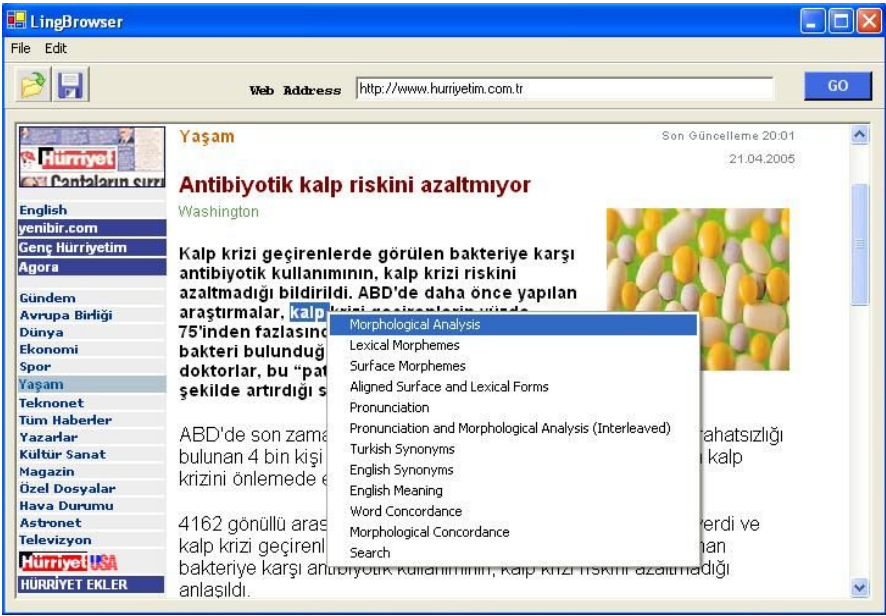 LingBrowser
File Edit
Web Address http://www.hurriyetim.com.tr GO
Hürriyet
Çantaların sırrı
English
yenibir.com
Genç Hürriyetim
Agora
Gündem
Avrupa Birliği
Dünya
Ekonomi
Spor
Yaşam
Teknonet
Tüm Haberler
Yazarlar
Kültür Sanat
Magazin
Özel Dosyalar
Hava Durumu
Astronet
Televizyon
Hürriyet USA
HÜRRİYET EKLER
Yaşam
Son Güncelleme 20:01
21.04.2005
Antibiyotik kalp riskini azaltmıyor
Washington
Kalp krizi geçirenlerde görülen bakteriye karşı
antibiyotik kullanımının, kalp krizi riskini
azaltmadığı bildirildi. ABD'de daha önce yapılan
araştırmalar, kalp krizi geçirenlerin yüzde
75'inden fazlasınd
bakteri bulunduğ
doktorlar, bu “pat
şekilde artırdığı s
ABD'de son zama rahatsızlığı
bulunan 4 bin kişi kalp
krizini önlemede e
4162 gönüllü aras verdi ve
kalp krizi geçirenl nan
bakteriye karşı antibiyotik kullanımının, kalp krizi riskini azaltmadığı
anlaşıldı.
Morphological Analysis
Lexical Morphemes
Surface Morphemes
Aligned Surface and Lexical Forms
Pronunciation
Pronunciation and Morphological Analysis (Interleaved)
Turkish Synonyms
English Synonyms
English Meaning
Word Concordance
Morphological Concordance
Search